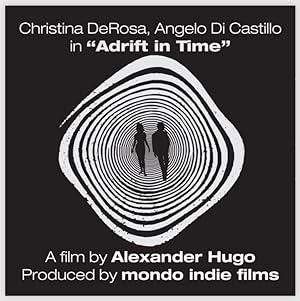 Christina DeRosa, Angelo Di Castillo
in “Adrift in Time”
A film by Alexander Hugo
Produced by mondo indie films